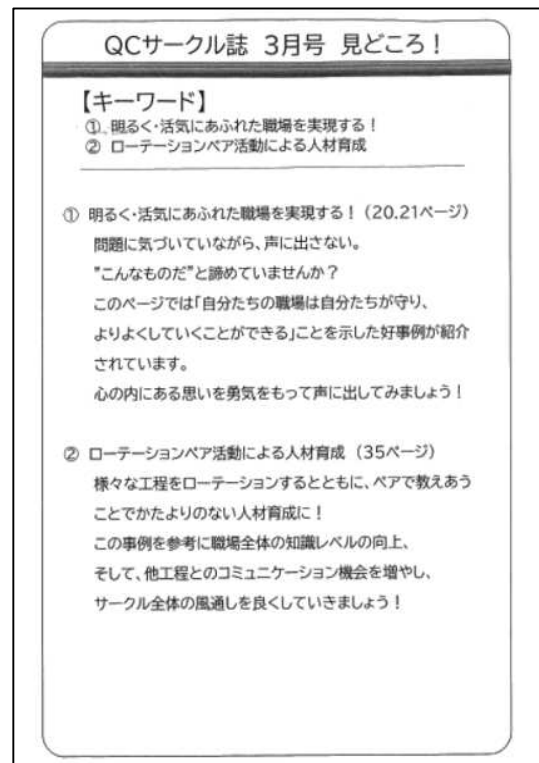 QCサークル誌 3月号 見どころ！
【キーワード】
① 明るく・活気にあふれた職場を実現する！
② ローテーションペア活動による人材育成
① 明るく・活気にあふれた職場を実現する！（20.21ページ）
問題に気づいていながら、声に出さない。
"こんなものだ"と諦めていませんか？
このページでは「自分たちの職場は自分たちが守り、
よりよくしていくことができる」ことを示した好事例が紹介
されています。
心の内にある思いを勇気をもって声に出してみましょう！
② ローテーションペア活動による人材育成（35ページ）
様々な工程をローテーションするとともに、ペアで教えあう
ことでかたよりのない人材育成に！
この事例を参考に職場全体の知識レベルの向上、
そして、他工程とのコミュニケーション機会を増やし、
サークル全体の風通しを良くしていきましょう！